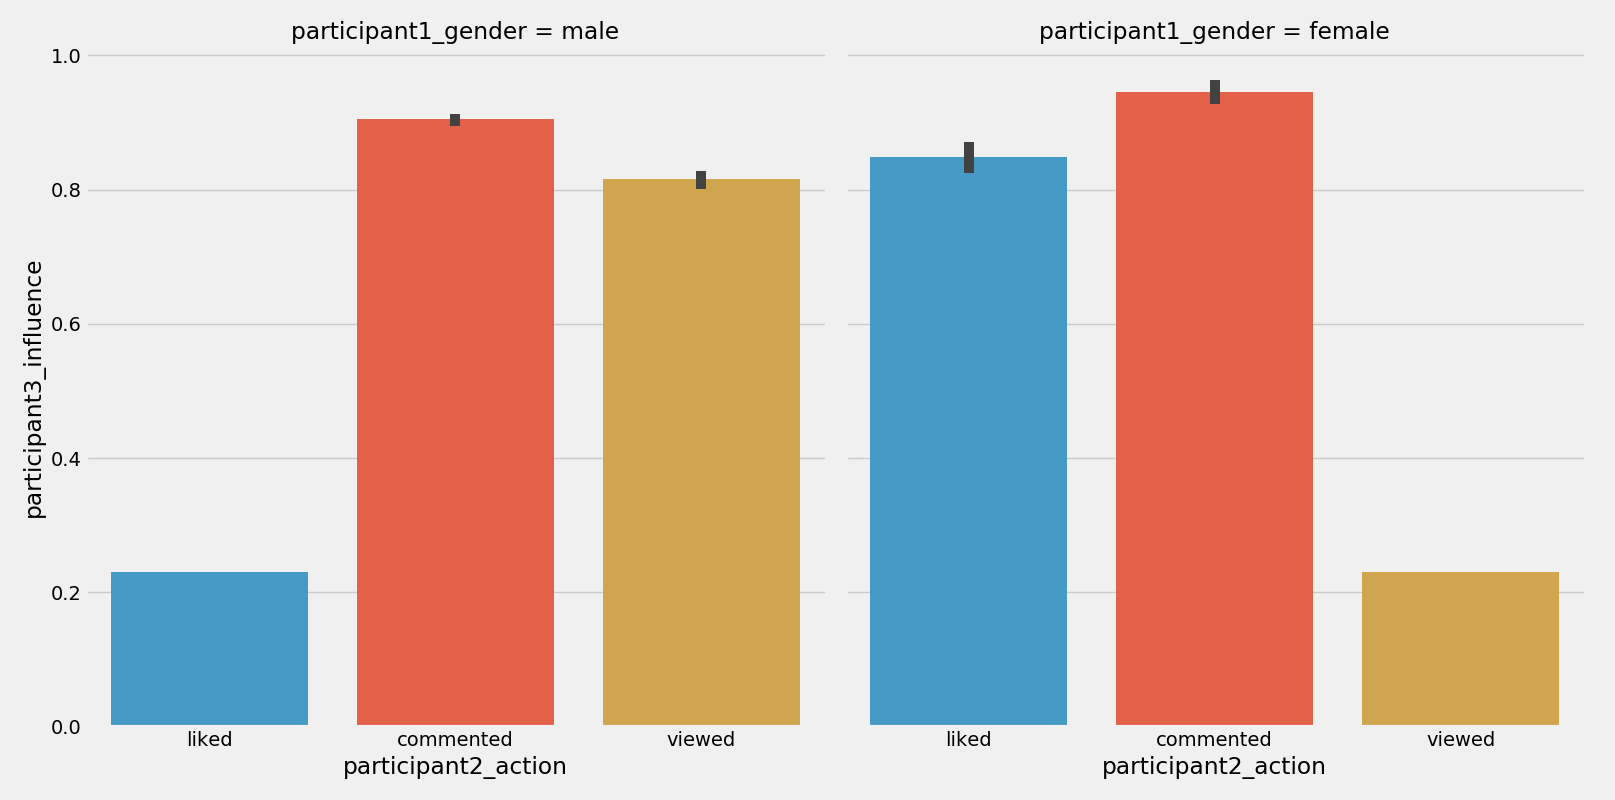 participant1_gender = male
participant1_gender = female
participant3_influence
1.0
0.8
0.6
0.4
0.2
0.0
liked commented viewed
liked commented viewed
participant2_action
participant2_action